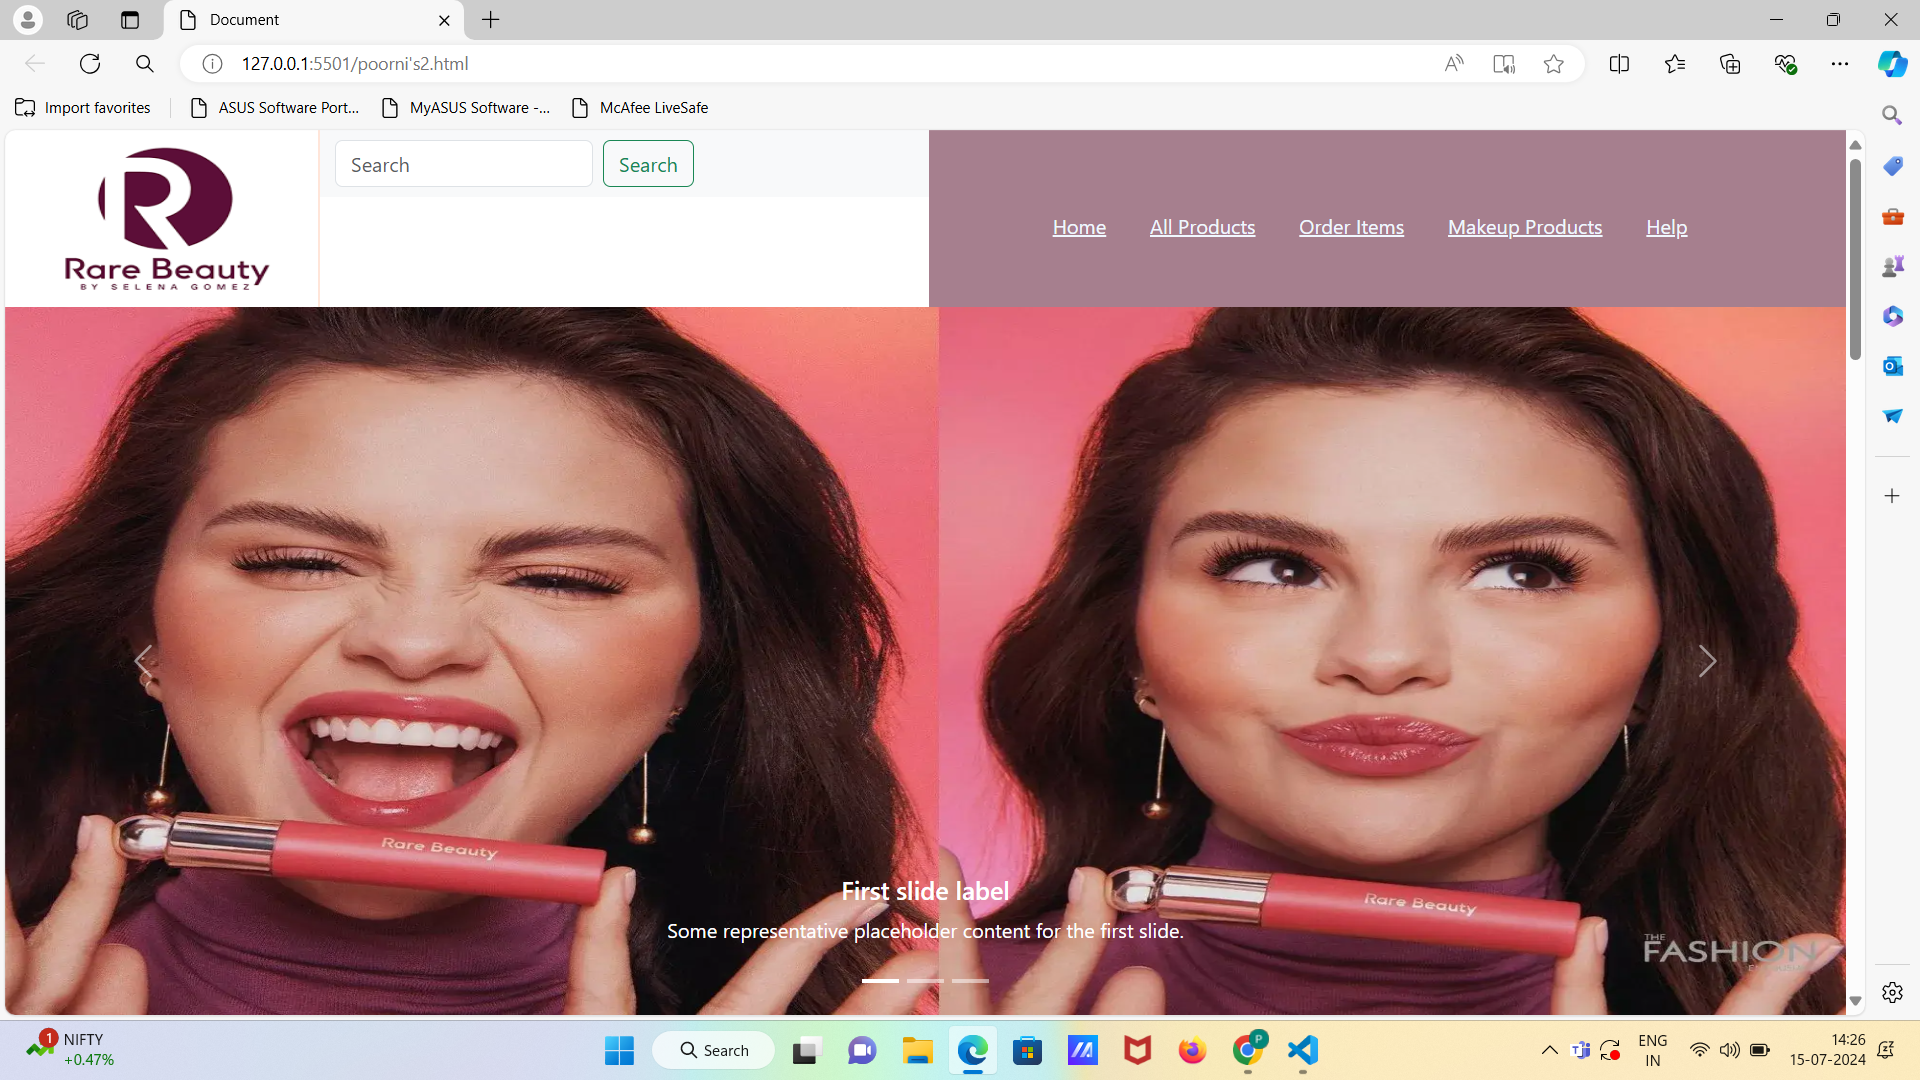 Document
127.0.0.1:5501/poorni's2.html
Import favorites
ASUS Software Port...
MyASUS Software -...
McAfee LiveSafe
Rare Beauty
BY SELENA GOMEZ
Search
Search
Home
All Products
Order Items
Makeup Products
Help
Rare Beauty
Rare Beauty
First slide label
Some representative placeholder content for the first slide.
THE
FASHION
1
NIFTY
+0.47%
Search
P
ENG
IN
14:26
15-07-2024